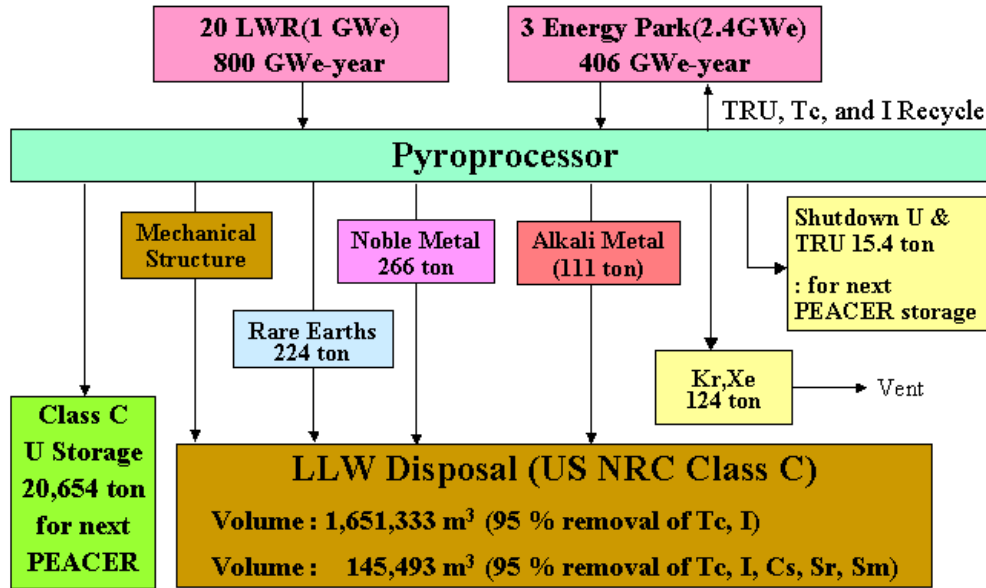 20 LWR(1 GWe)
800 GWe-year
3 Energy Park(2.4GWe)
406 GWe-year
TRU, Tc, and I Recycle
Pyroprocessor
Mechanical
Structure
Noble Metal
266 ton
Alkali Metal
(111 ton)
Shutdown U &
TRU 15.4 ton
: for next
PEACER storage
Rare Earths
224 ton
Kr,Xe
124 ton
Vent
Class C
U Storage
20,654 ton
for next
PEACER
LLW Disposal (US NRC Class C)
Volume : 1,651,333 m³ (95 % removal of Tc, I)
Volume : 145,493 m³ (95 % removal of Tc, I, Cs, Sr, Sm)